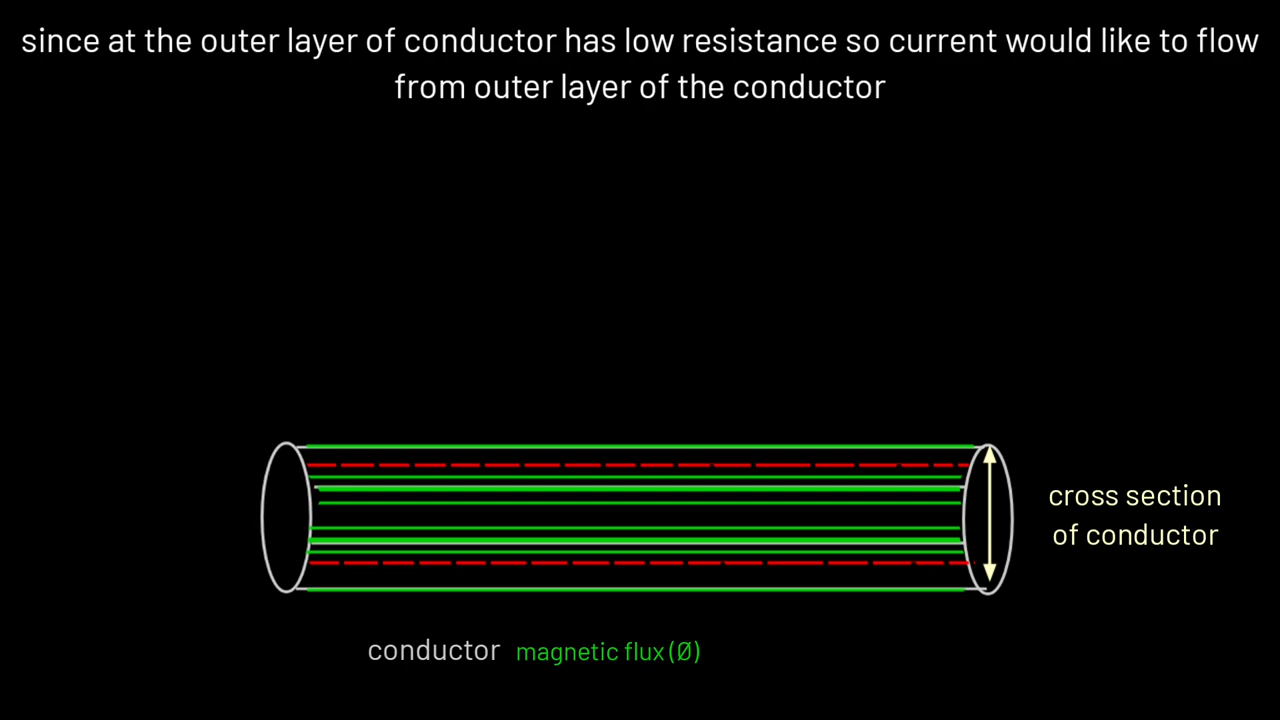 since at the outer layer of conductor has low resistance so current would like to flow
from outer layer of the conductor
cross section
of conductor
conductor magnetic flux (Ø)